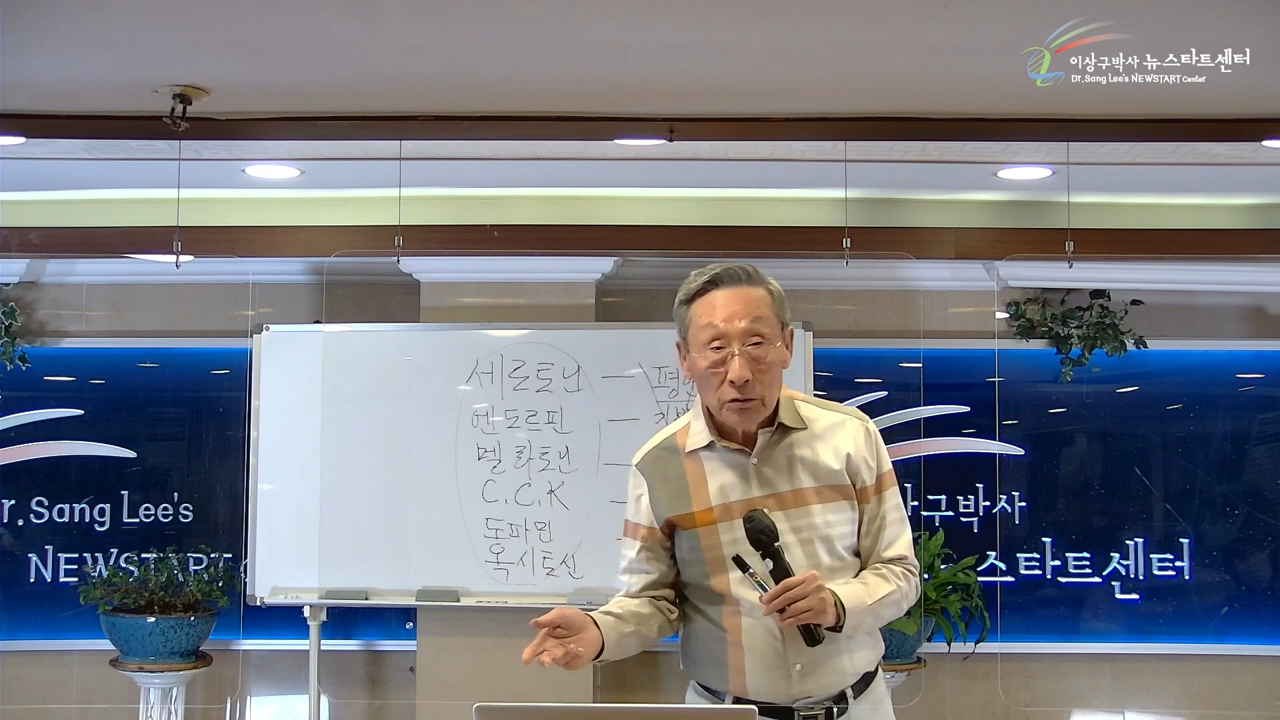 이상구박사 뉴스타트센터
Dr. Sang Lee's NEWSTART Center
세로토닌 —
엔도르핀 —
멜라토닌 —
C.C.K —
도파민
옥시토신
r. Sang Lee's
NEWSTART
구박사
스타트센터